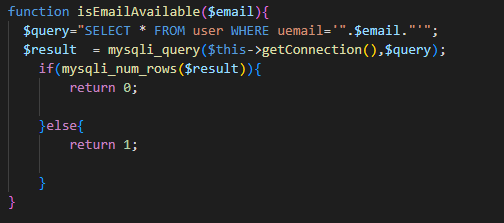 function isEmailAvailable($email){
$query="SELECT * FROM user WHERE uemail='".$email."'";
$result  = mysqli_query($this->getConnection(),$query);
if(mysqli_num_rows($result)){
return 0;
}else{
return 1;
}
}